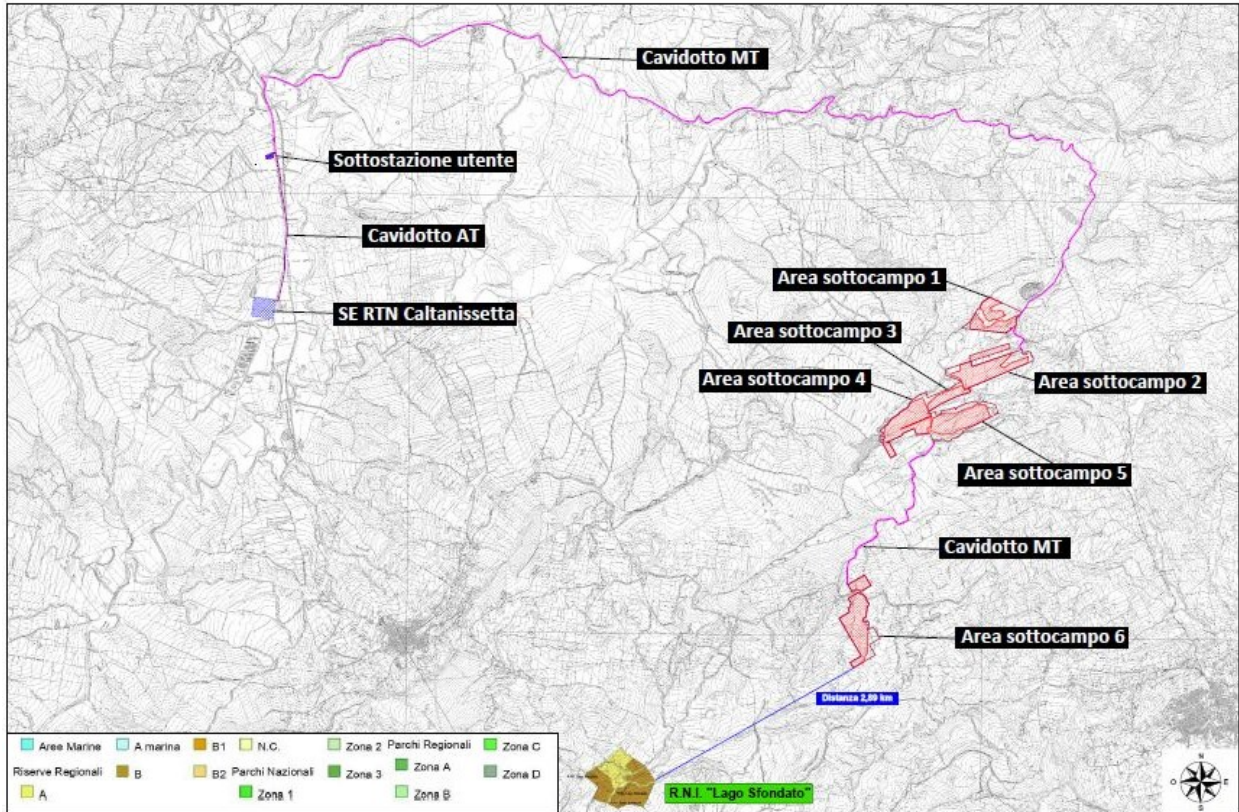 Cavidotto MT
Sottostazione utente
Cavidotto AT
SE RTN Caltanissetta
Area sottocampo 1
Area sottocampo 3
Area sottocampo 4
Area sottocampo 2
Area sottocampo 5
Cavidotto MT
Area sottocampo 6
Distanza 2,89 km
R.N.I. "Lago Sfondato"
Aree Marine A marina B1 N.C. Zona 2 Parchi Regionali Zona C
Riserve Regionali B B2 Parchi Nazionali Zona 3 Zona A Zona D
A Zona 1 Zona B
N
O E
S